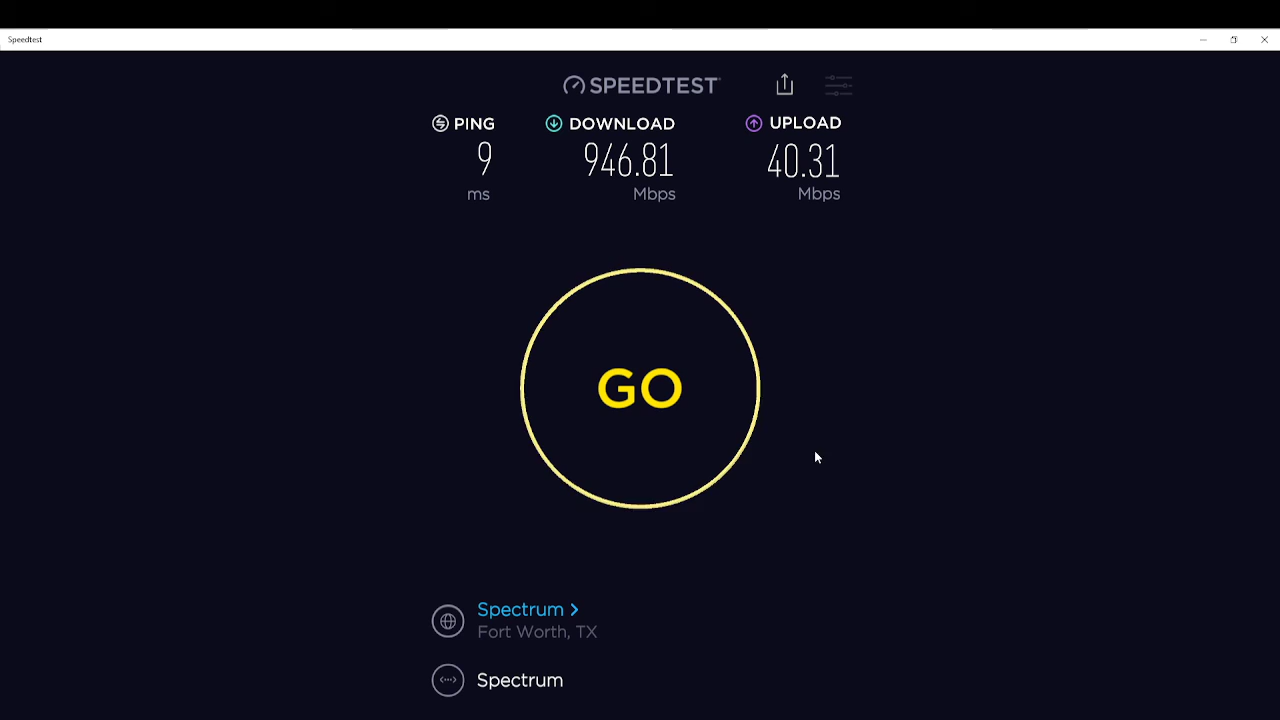 Speedtest
SPEEDTEST
PING DOWNLOAD UPLOAD
9 946.81 40.31
ms Mbps Mbps
GO
Spectrum
Fort Worth, TX
Spectrum